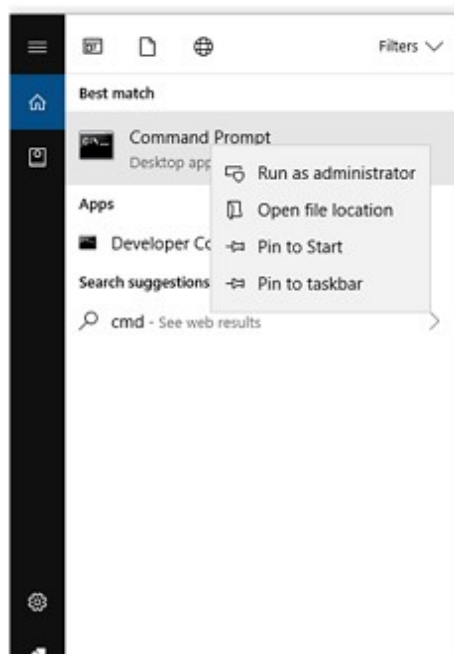 Filters
Best match
Command Prompt
Desktop app
Run as administrator
Apps
Open file location
Developer Co
Pin to Start
Search suggestions
Pin to taskbar
cmd - See web results